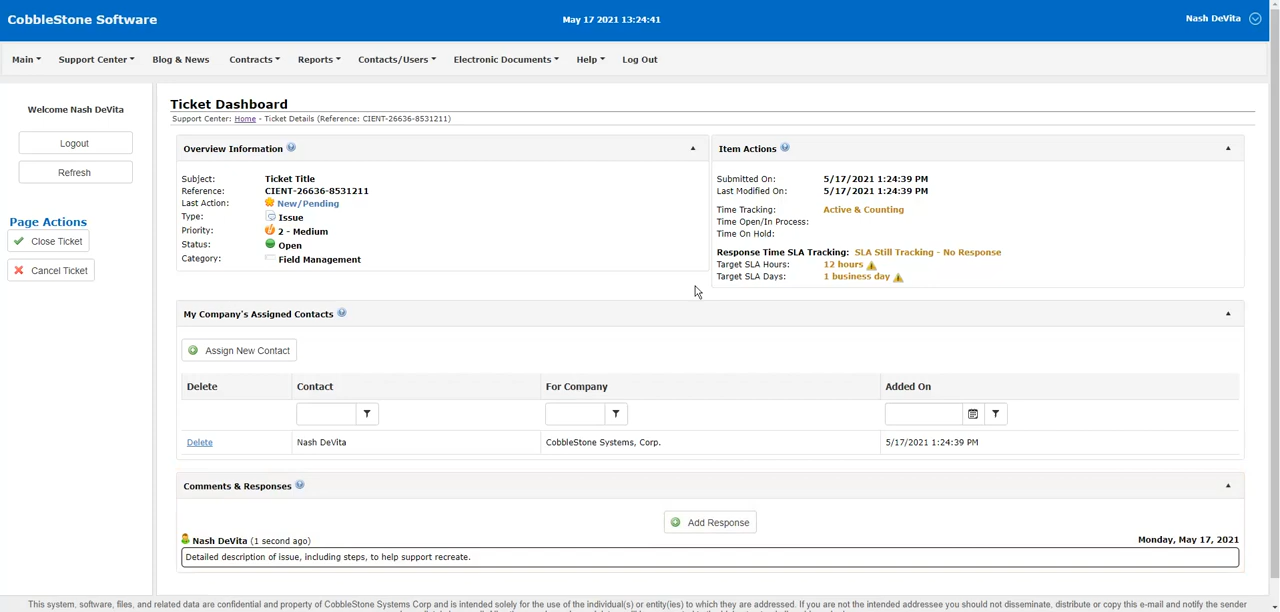 CobbleStone Software
May 17 2021 13:24:41
Nash DeVita
Main Support Center Blog & News Contracts Reports Contacts/Users Electronic Documents Help Log Out
Welcome Nash DeVita
Logout
Refresh
Page Actions
Close Ticket
Cancel Ticket
Ticket Dashboard
Support Center: Home - Ticket Details (Reference: CIENT-26636-8531211)
Overview Information
Subject: Ticket Title
Reference: CIENT-26636-8531211
Last Action: New/Pending
Type: Issue
Priority: 2 - Medium
Status: Open
Category: Field Management
Item Actions
Submitted On: 5/17/2021 1:24:39 PM
Last Modified On: 5/17/2021 1:24:39 PM
Time Tracking: Active & Counting
Time Open/In Process:
Time On Hold:
Response Time SLA Tracking: SLA Still Tracking - No Response
Target SLA Hours: 12 hours
Target SLA Days: 1 business day
My Company's Assigned Contacts
Assign New Contact
Delete Contact For Company Added On
Delete Nash DeVita CobbleStone Systems, Corp. 5/17/2021 1:24:39 PM
Comments & Responses
Add Response
Nash DeVita (1 second ago) Monday, May 17, 2021
Detailed description of issue, including steps, to help support recreate.
This system, software, files, and related data are confidential and property of CobbleStone Systems Corp and is intended solely for the use of the individual(s) or entity(ies) to which they are addressed. If you are not the intended addressee you should not disseminate, distribute or copy this e-mail and notify the sender